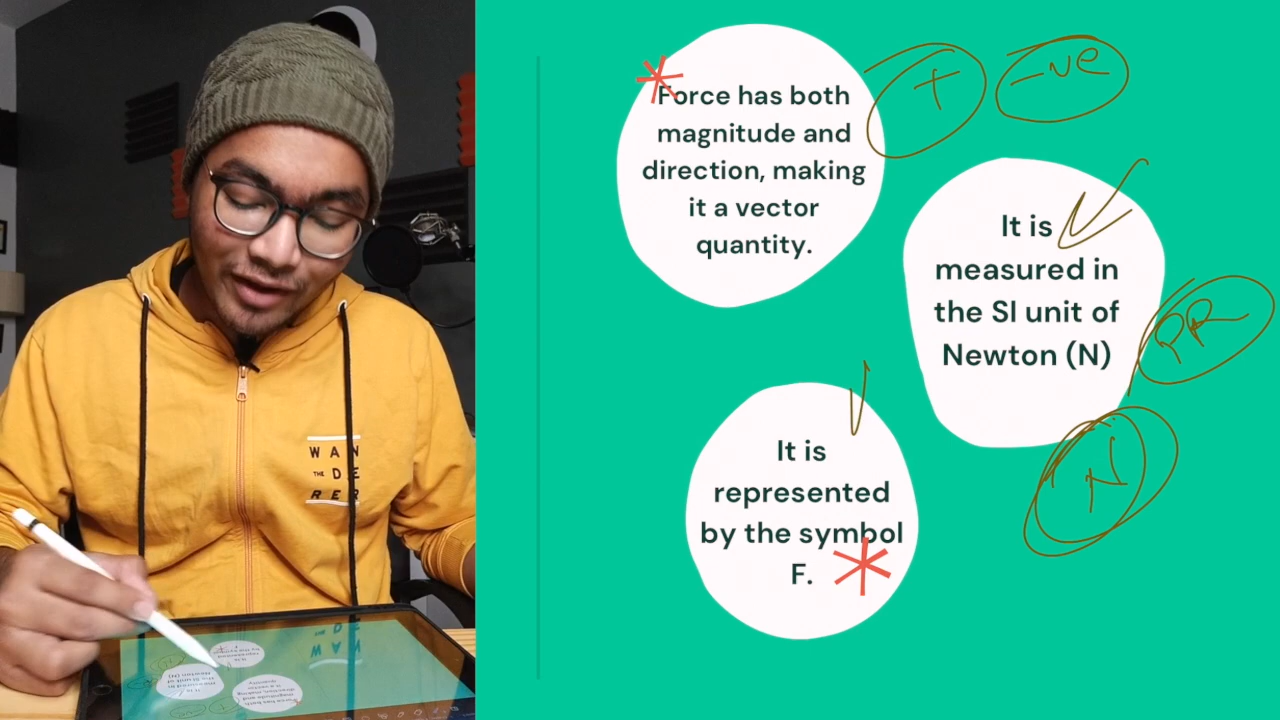 Force has both
magnitude and
direction, making
it a vector
quantity.
+
-ve
It is
measured in
the SI unit of
Newton (N)
N
It is
represented
by the symbol
F.
WAN
THE DE
RER